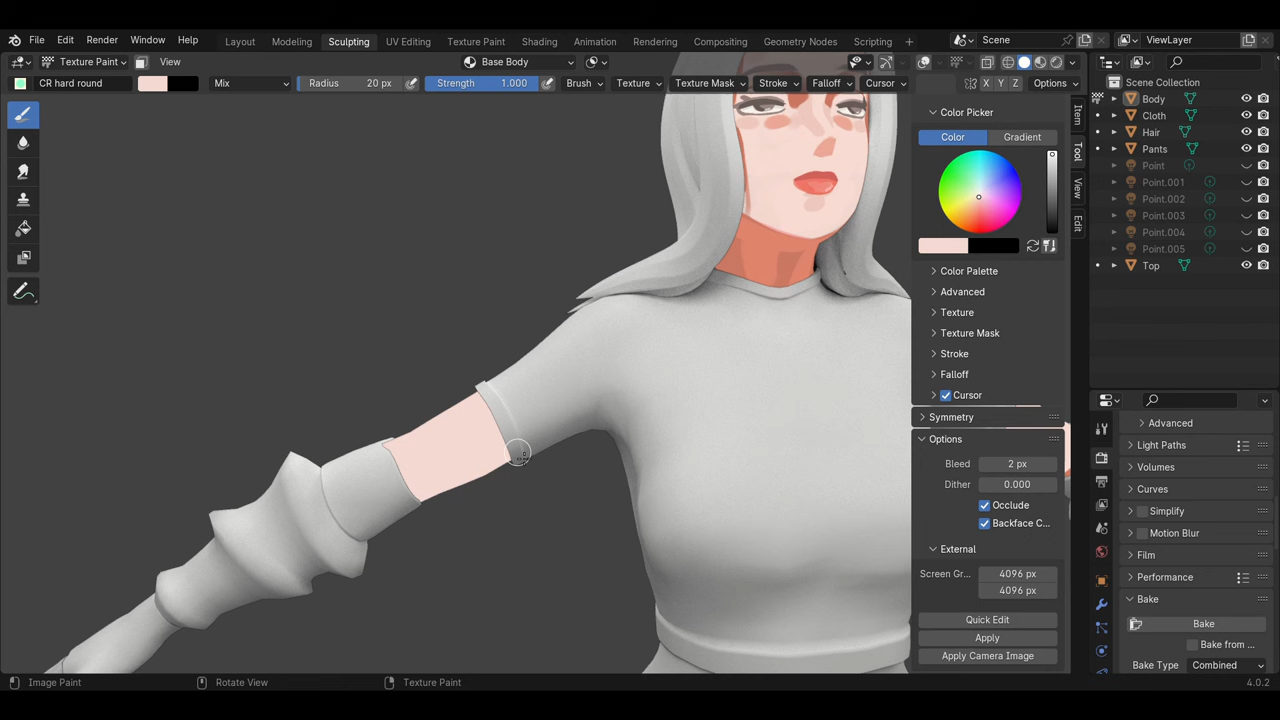 File Edit Render Window Help Layout Modeling Sculpting UV Editing Texture Paint Shading Animation Rendering Compositing Geometry Nodes Scripting + Scene ViewLayer
Texture Paint View Base Body
CR hard round Mix Radius 20 px Strength 1.000 Brush Texture Texture Mask Stroke Falloff Cursor X Y Z Options
Color Picker
Color Gradient
Color Palette
Advanced
Texture
Texture Mask
Stroke
Falloff
Cursor
Symmetry
Options
Bleed 2 px
Dither 0.000
Occlude
Backface C...
External
Screen Gr... 4096 px
4096 px
Quick Edit
Apply
Apply Camera Image
Item
Tool
View
Edit
Scene Collection
Body
Cloth
Hair
Pants
Point
Point.001
Point.002
Point.003
Point.004
Point.005
Top
Advanced
Light Paths
Volumes
Curves
Simplify
Motion Blur
Film
Performance
Bake
Bake
Bake from ...
Bake Type Combined
Image Paint Rotate View Texture Paint 4.0.2